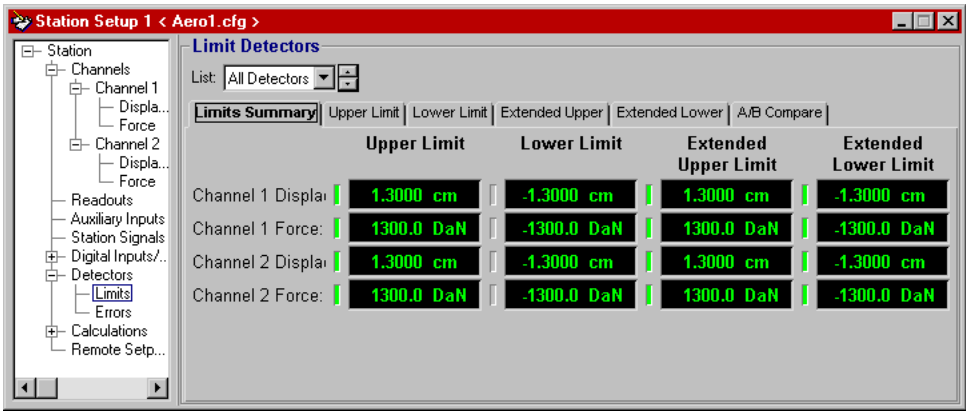 Station Setup 1 < Aero1.cfg >
Station
Channels
Channel 1
Displa...
Force
Channel 2
Displa...
Force
Readouts
Auxiliary Inputs
Station Signals
Digital Inputs/...
Detectors
Limits
Errors
Calculations
Remote Setp...
Limit Detectors
List: All Detectors
Limits Summary Upper Limit Lower Limit Extended Upper Extended Lower A/B Compare
Upper Limit Lower Limit Extended Upper Limit Extended Lower Limit
Channel 1 Displa 1.3000 cm -1.3000 cm 1.3000 cm -1.3000 cm
Channel 1 Force: 1300.0 DaN -1300.0 DaN 1300.0 DaN -1300.0 DaN
Channel 2 Displa 1.3000 cm -1.3000 cm 1.3000 cm -1.3000 cm
Channel 2 Force: 1300.0 DaN -1300.0 DaN 1300.0 DaN -1300.0 DaN